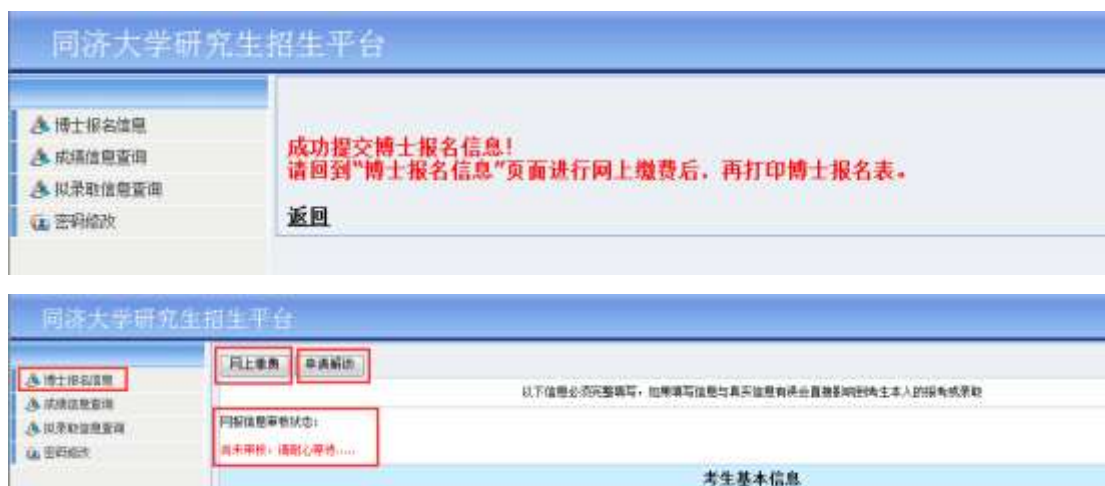 同济大学研究生招生平台
博士报名信息
成绩信息查询
拟录取信息查询
密码修改
成功提交博士报名信息!
请回到“博士报名信息”页面进行网上缴费后，再打印博士报名表。
返回
同济大学研究生招生平台
博士报名信息
成绩信息查询
拟录取信息查询
密码修改
网上缴费 申请解锁
以下信息必须完整填写，如果填写信息与真实信息有误会直接影响到考生本人的报考或录取
网报信息审核状态：
尚未审核，请耐心等待.....
考生基本信息